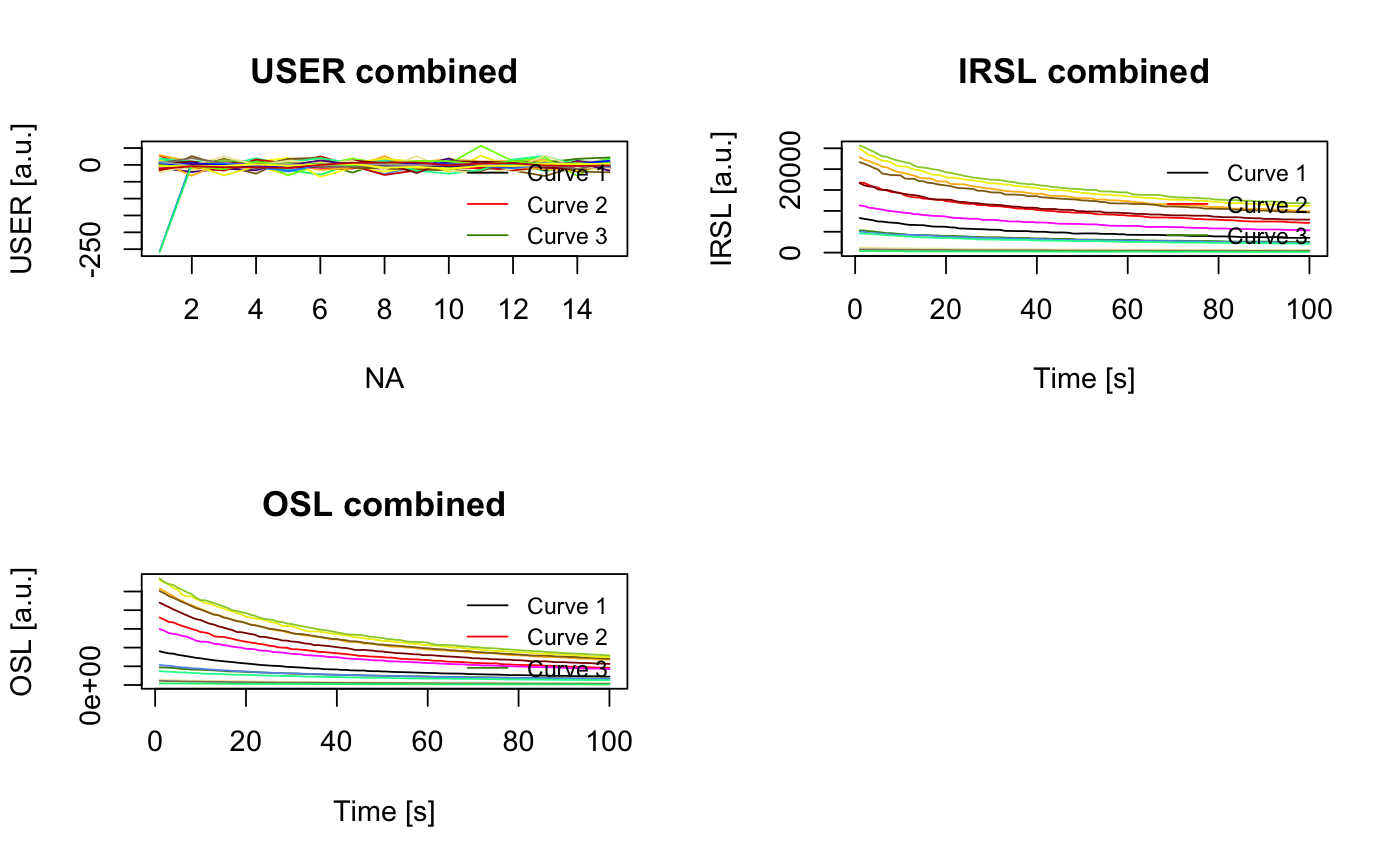 USER combined
USER [a.u.]
0
-250
Curve 1
Curve 2
Curve 3
2 4 6 8 10 12 14
NA
IRSL combined
IRSL [a.u.]
20000
0
Curve 1
Curve 2
Curve 3
0 20 40 60 80 100
Time [s]
OSL combined
OSL [a.u.]
0e+00
Curve 1
Curve 2
Curve 3
0 20 40 60 80 100
Time [s]